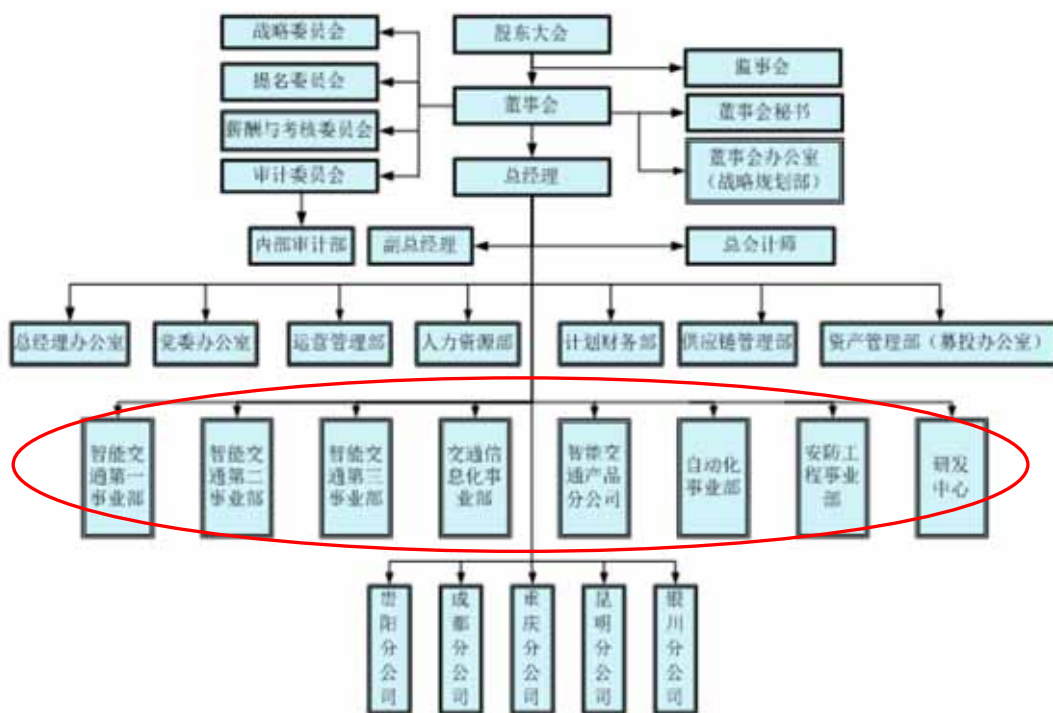 战略委员会
股东大会
提名委员会
监事会
董事会
董事会秘书
薪酬与考核委员会
审计委员会
总经理
董事会办公室
（战略规划部）
内部审计部
副总经理
总会计师
总经理办公室
党委办公室
运营管理部
人力资源部
计划财务部
供应链管理部
资产管理部（募投办公室）
智能交
通第一
事业部
智能交
通第二
事业部
智能交
通第三
事业部
交通信
息化事
业部
智能交
通产品
分公司
自动化
事业部
安防工
程事业
部
研发
中心
贵阳分公司
成都分公司
重庆分公司
昆明分公司
银川分公司